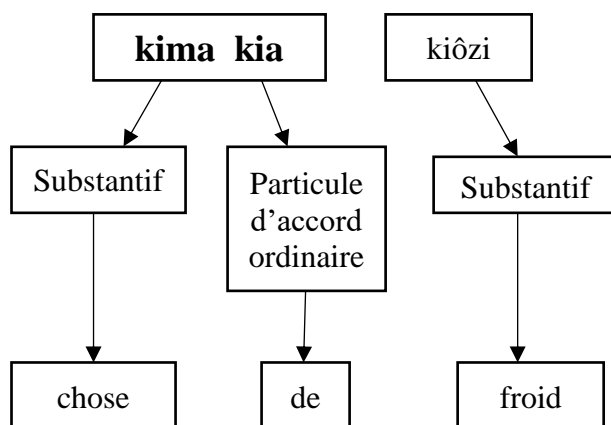 kima kia kiôzi
Substantif
Particule
d'accord
ordinaire
Substantif
chose de froid